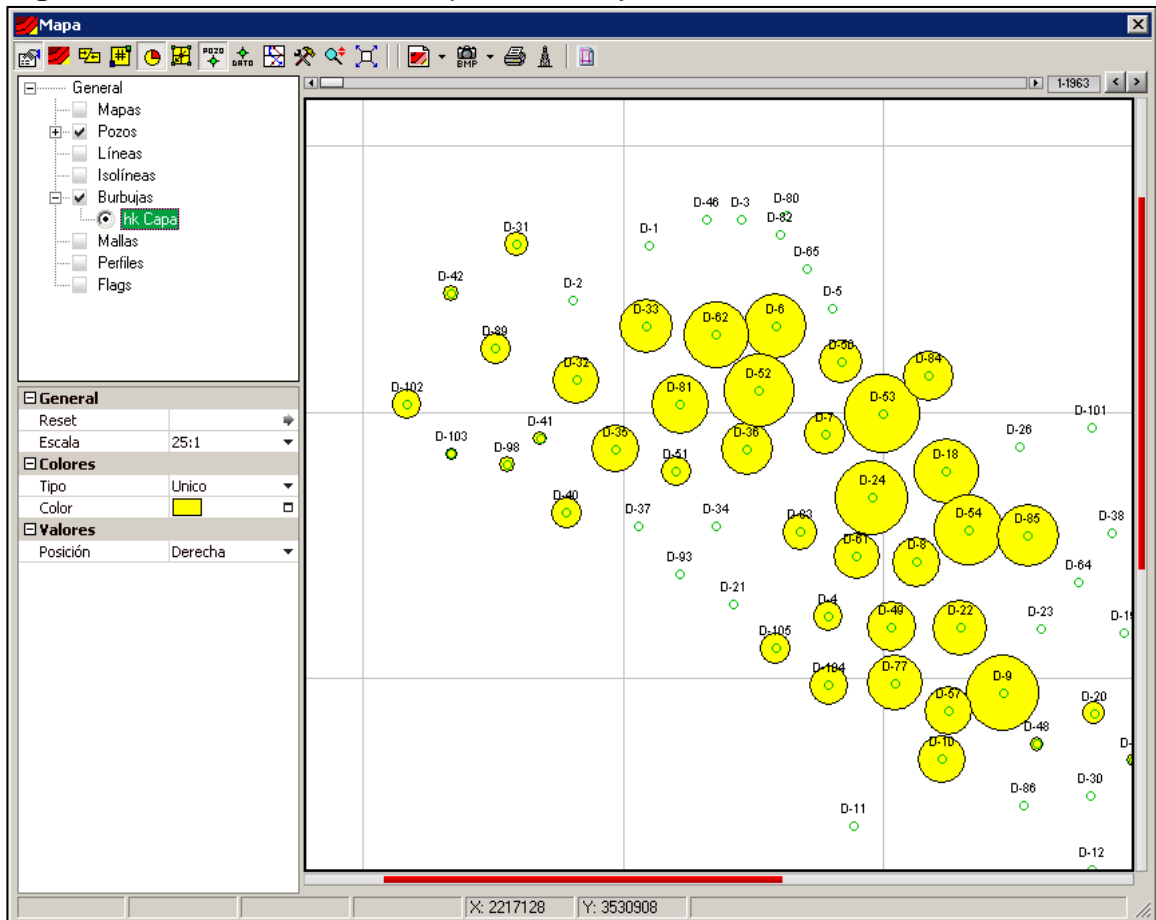 Mapa
POZO
DATO
BMP
General
Mapas
Pozos
Líneas
Isolíneas
Burbujas
hk Capa
Mallas
Perfiles
Flags
General
Reset
Escala 25:1
Colores
Tipo Unico
Color
Valores
Posición Derecha
1-1963
D-46 D-3 D-80
D-82
D-31 D-1
D-65
D-42 D-2
D-5
D-33 D-62 D-6
D-89 D-50
D-32 D-84
D-52
D-102 D-81 D-53
D-101
D-41 D-26
D-103 D-35 D-36 D-7
D-98 D-51 D-18
D-24
D-40 D-37 D-34
D-63 D-54 D-85 D-38
D-93 D-61 D-8
D-64
D-21
D-4 D-49 D-22 D-23
D-105
D-104 D-77 D-9
D-57 D-20
D-48
D-10
D-86 D-30
D-11
D-12
X: 2217128 Y: 3530908